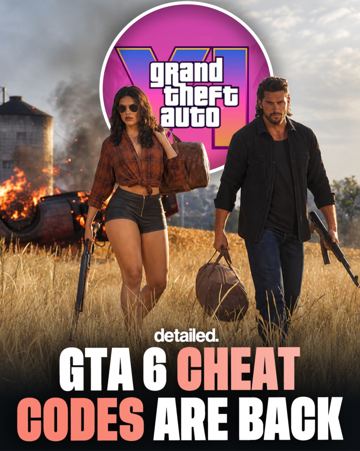 VI
grand
theft
auto
detailed.
GTA 6 CHEAT
CODES ARE BACK